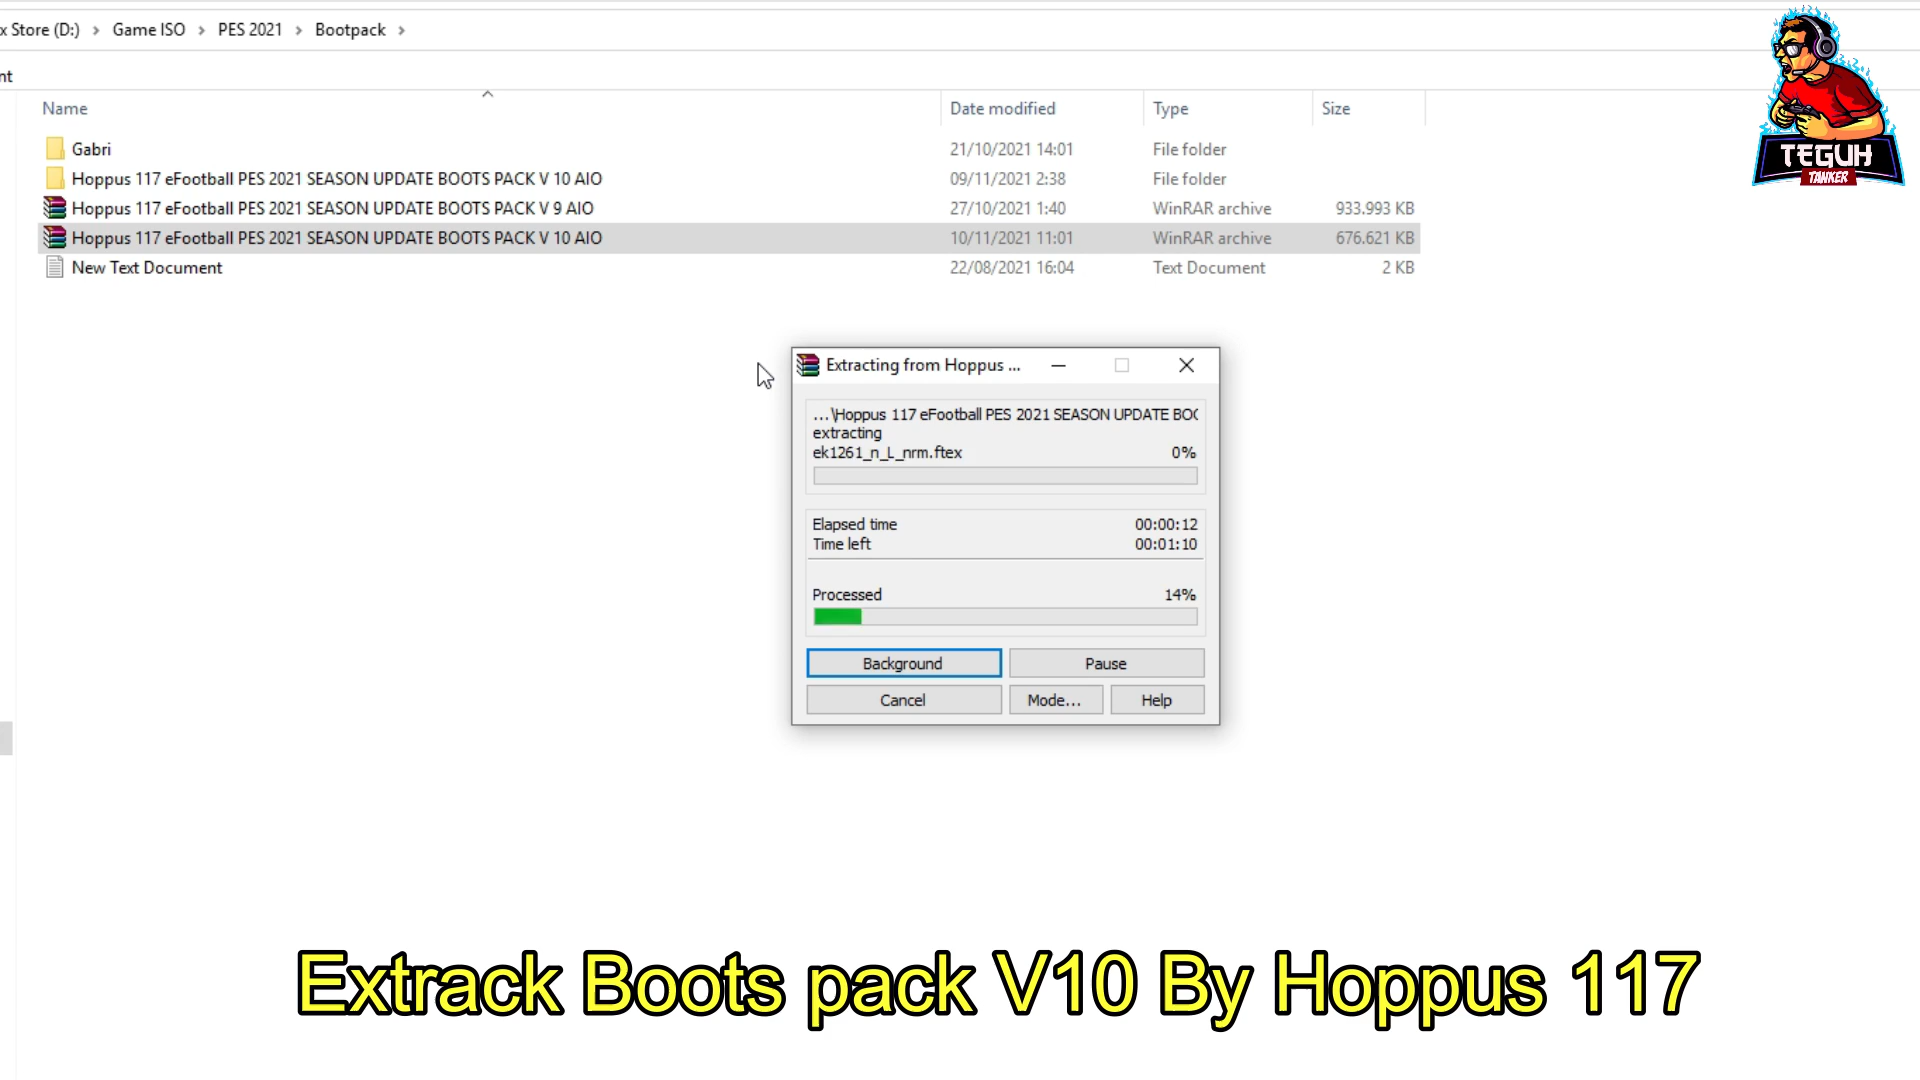 x Store (D:) > Game ISO > PES 2021 > Bootpack >
nt
Name Date modified Type Size
Gabri 21/10/2021 14:01 File folder
Hoppus 117 eFootball PES 2021 SEASON UPDATE BOOTS PACK V 10 AIO 09/11/2021 2:38 File folder
Hoppus 117 eFootball PES 2021 SEASON UPDATE BOOTS PACK V 9 AIO 27/10/2021 1:40 WinRAR archive 933.993 KB
Hoppus 117 eFootball PES 2021 SEASON UPDATE BOOTS PACK V 10 AIO 10/11/2021 11:01 WinRAR archive 676.621 KB
New Text Document 22/08/2021 16:04 Text Document 2 KB
TEGUH
TANKER
Extracting from Hoppus ...
...\Hoppus 117 eFootball PES 2021 SEASON UPDATE BOO
extracting
ek1261_n_L_nrm.ftex 0%
Elapsed time 00:00:12
Time left 00:01:10
Processed 14%
Background Pause
Cancel Mode... Help
Extrack Boots pack V10 By Hoppus 117